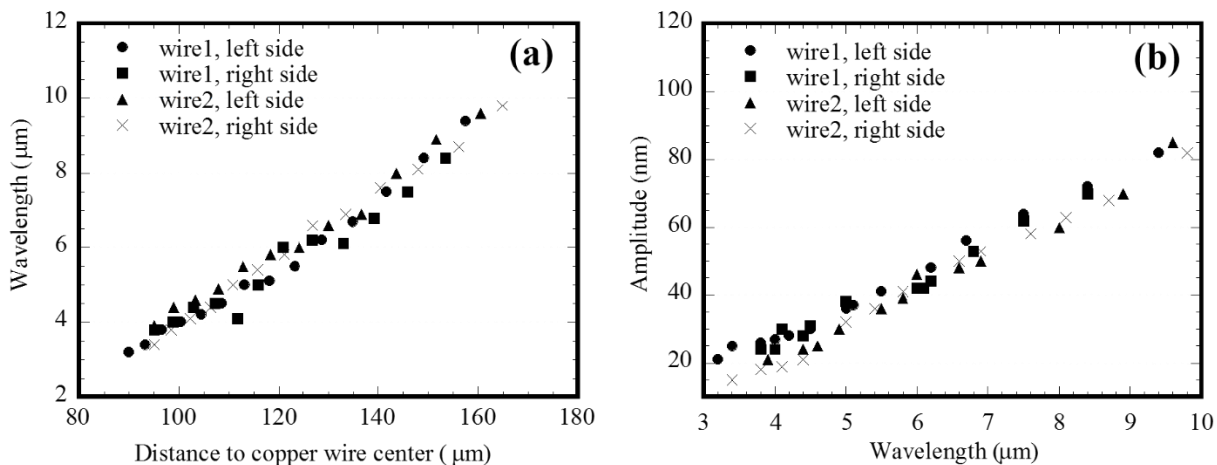 12
10
8
6
4
2
80
100
120
140
160
180
Wavelength (μm)
Distance to copper wire center ( μm)
wire1, left side
wire1, right side
wire2, left side
wire2, right side
(a)
120
100
80
60
40
20
3
4
5
6
7
8
9
10
Amplitude (nm)
Wavelength (μm)
wire1, left side
wire1, right side
wire2, left side
wire2, right side
(b)